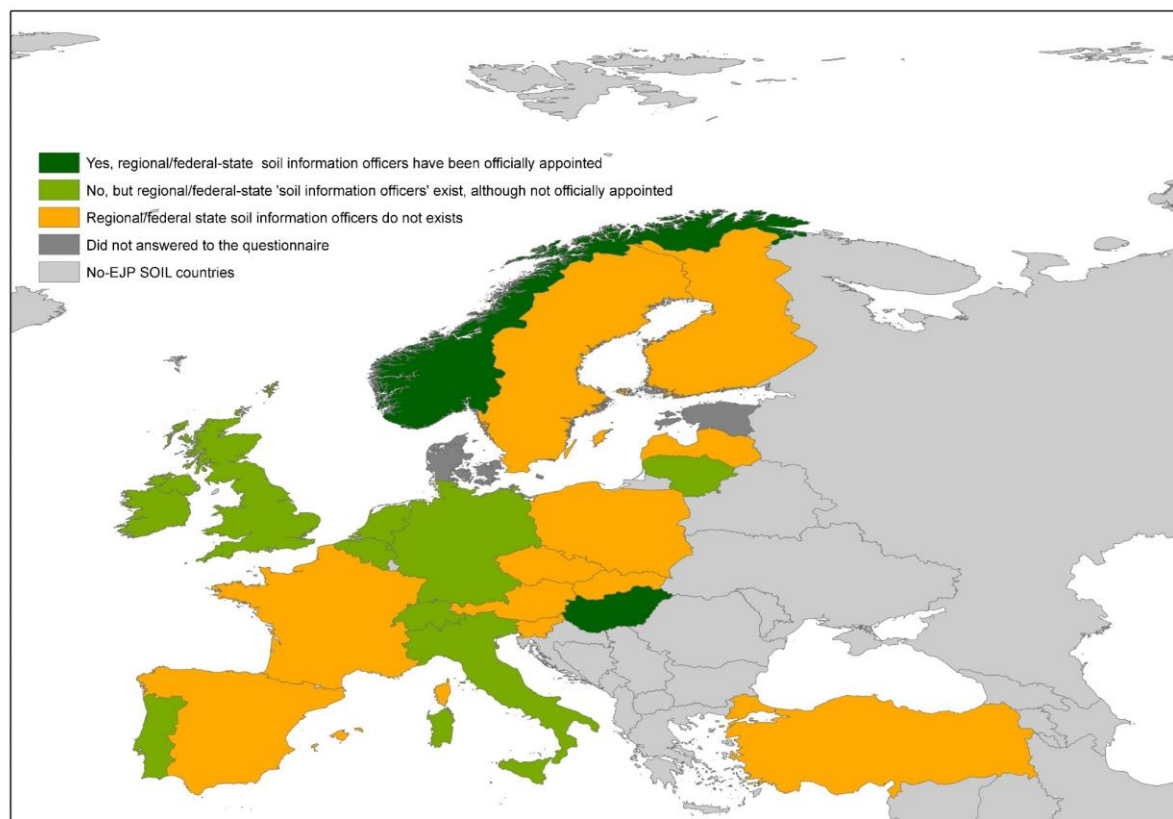 Yes, regional/federal-state soil information officers have been officially appointed
No, but regional/federal-state 'soil information officers' exist, although not officially appointed
Regional/federal state soil information officers do not exists
Did not answered to the questionnaire
No-EJP SOIL countries